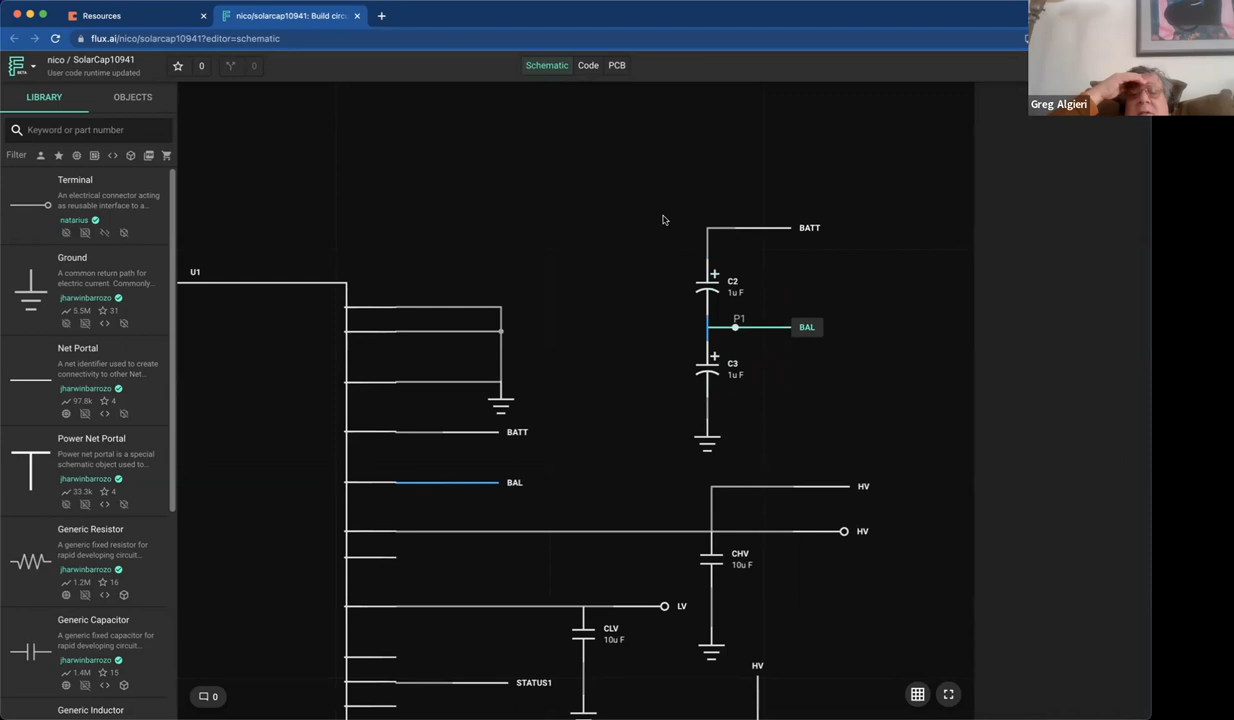 Resources
nico/solarcap10941: Build circ
flux.ai/nico/solarcap10941?editor=schematic
nico / SolarCap10941
User code runtime updated
BETA
0
0
Schematic
Code
PCB
Greg Algieri
LIBRARY
OBJECTS
Keyword or part number
Filter
Terminal
An electrical connector acting
as reusable interface to a...
natarius
Ground
A common return path for
electric current. Commonly...
jharwinbarrozo
5.5M
31
Net Portal
A net identifier used to create
connectivity to other Net...
jharwinbarrozo
97.8k
4
Power Net Portal
Power net portal is a special
schematic object used to...
jharwinbarrozo
33.3k
4
Generic Resistor
A generic fixed resistor for
rapid developing circuit...
jharwinbarrozo
1.2M
16
Generic Capacitor
A generic fixed capacitor for
rapid developing circuit...
jharwinbarrozo
1.4M
15
Generic Inductor
U1
BATT
C2
1u F
P1
BAL
C3
1u F
BATT
BAL
HV
HV
CHV
10u F
LV
CLV
10u F
HV
STATUS1
0